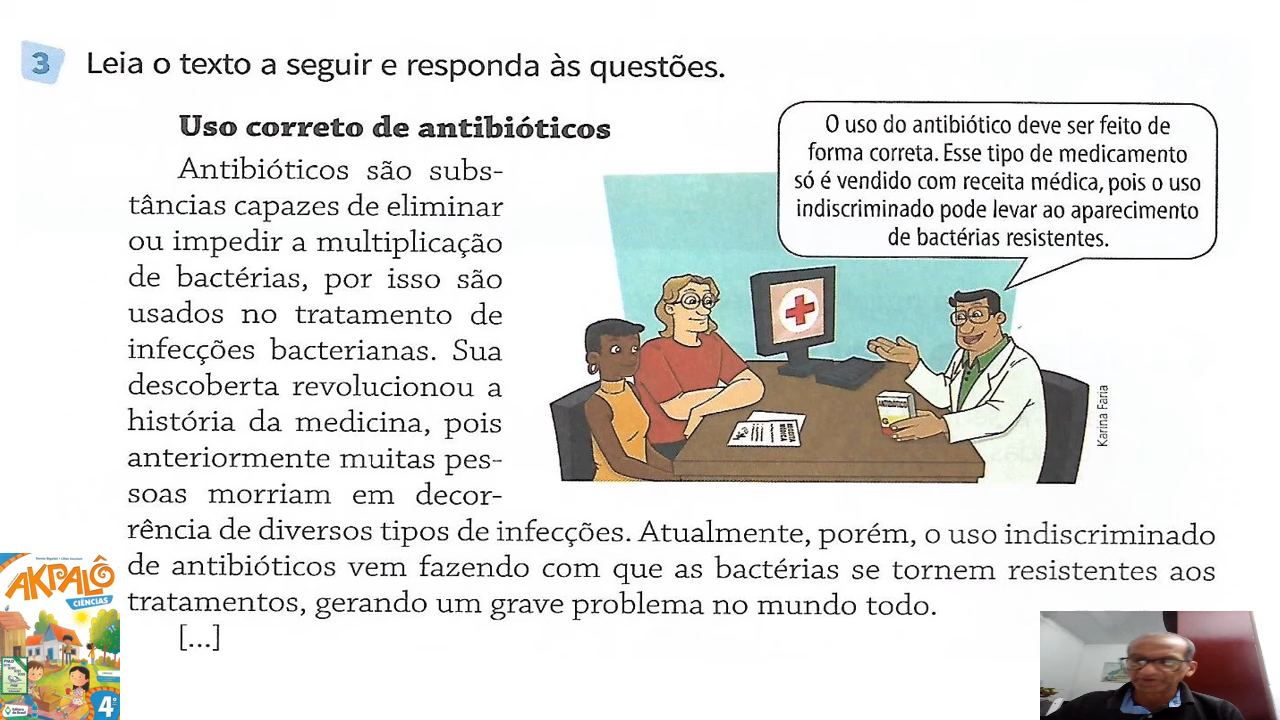 3 Leia o texto a seguir e responda às questões.
Uso correto de antibióticos
Antibióticos são subs-
tâncias capazes de eliminar
ou impedir a multiplicação
de bactérias, por isso são
usados no tratamento de
infecções bacterianas. Sua
descoberta revolucionou a
história da medicina, pois
anteriormente muitas pes-
soas morriam em decor-
rência de diversos tipos de infecções. Atualmente, porém, o uso indiscriminado
de antibióticos vem fazendo com que as bactérias se tornem resistentes aos
tratamentos, gerando um grave problema no mundo todo.
[...]
O uso do antibiótico deve ser feito de
forma correta. Esse tipo de medicamento
só é vendido com receita médica, pois o uso
indiscriminado pode levar ao aparecimento
de bactérias resistentes.
Karina Faria
AKPALÔ
CIÊNCIAS
4º